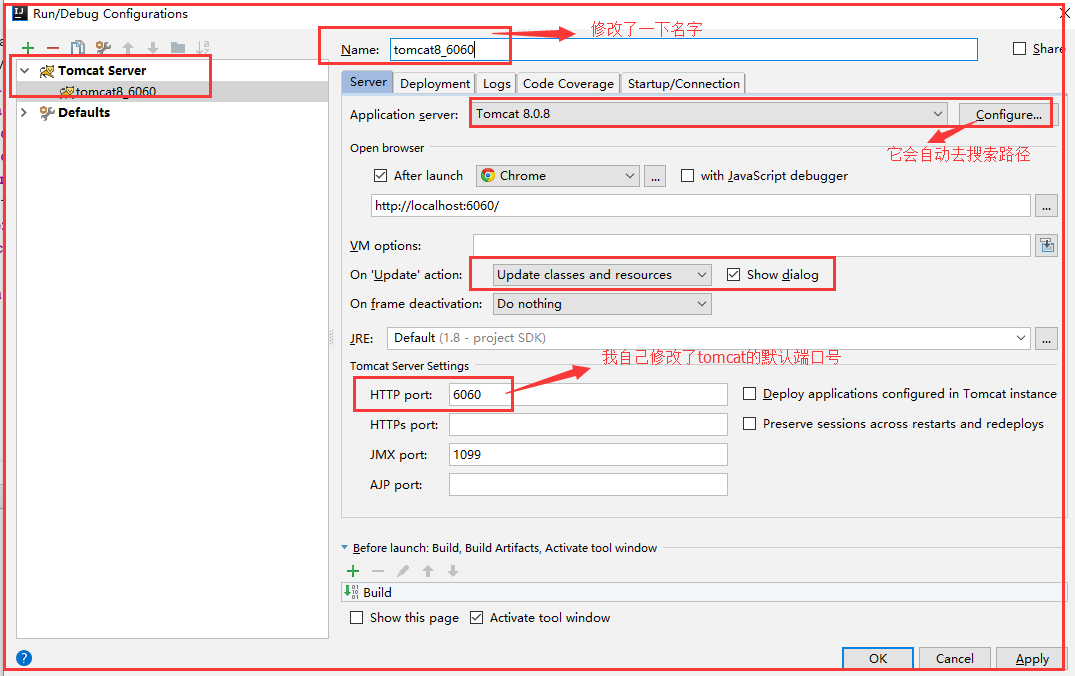 Run/Debug Configurations
Name: tomcat8_6060
修改了一下名字
Share
Tomcat Server
tomcat8_6060
Defaults
Server Deployment Logs Code Coverage Startup/Connection
Application server: Tomcat 8.0.8 Configure...
它会自动去搜索路径
Open browser
After launch Chrome ... with JavaScript debugger
http://localhost:6060/ ...
VM options:
On 'Update' action: Update classes and resources Show dialog
On frame deactivation: Do nothing
JRE: Default (1.8 - project SDK) ...
我自己修改了tomcat的默认端口号
Tomcat Server Settings
HTTP port: 6060 Deploy applications configured in Tomcat instance
HTTPs port: Preserve sessions across restarts and redeploys
JMX port: 1099
AJP port:
Before launch: Build, Build Artifacts, Activate tool window
Build
Show this page Activate tool window
OK Cancel Apply